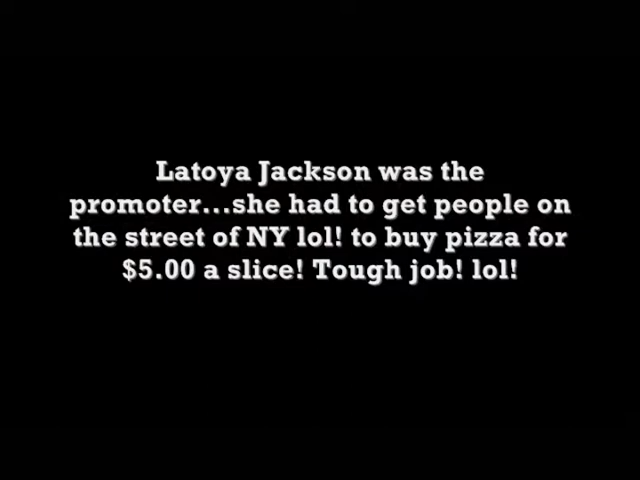 Latoya Jackson was the
promoter...she had to get people on
the street of NY lol! to buy pizza for
$5.00 a slice! Tough job! lol!